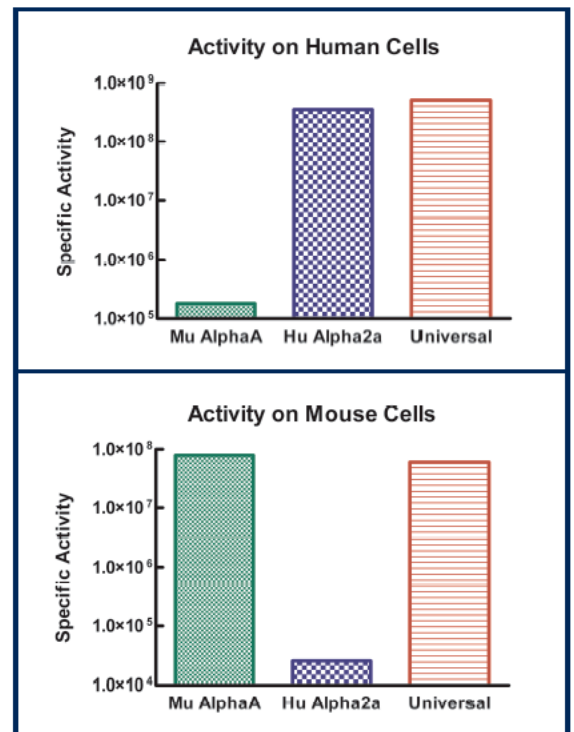 Activity on Human Cells
Specific Activity
1.0×10⁹
1.0×10⁸
1.0×10⁷
1.0×10⁶
1.0×10⁵
Mu AlphaA Hu Alpha2a Universal
Activity on Mouse Cells
Specific Activity
1.0×10⁸
1.0×10⁷
1.0×10⁶
1.0×10⁵
1.0×10⁴
Mu AlphaA Hu Alpha2a Universal